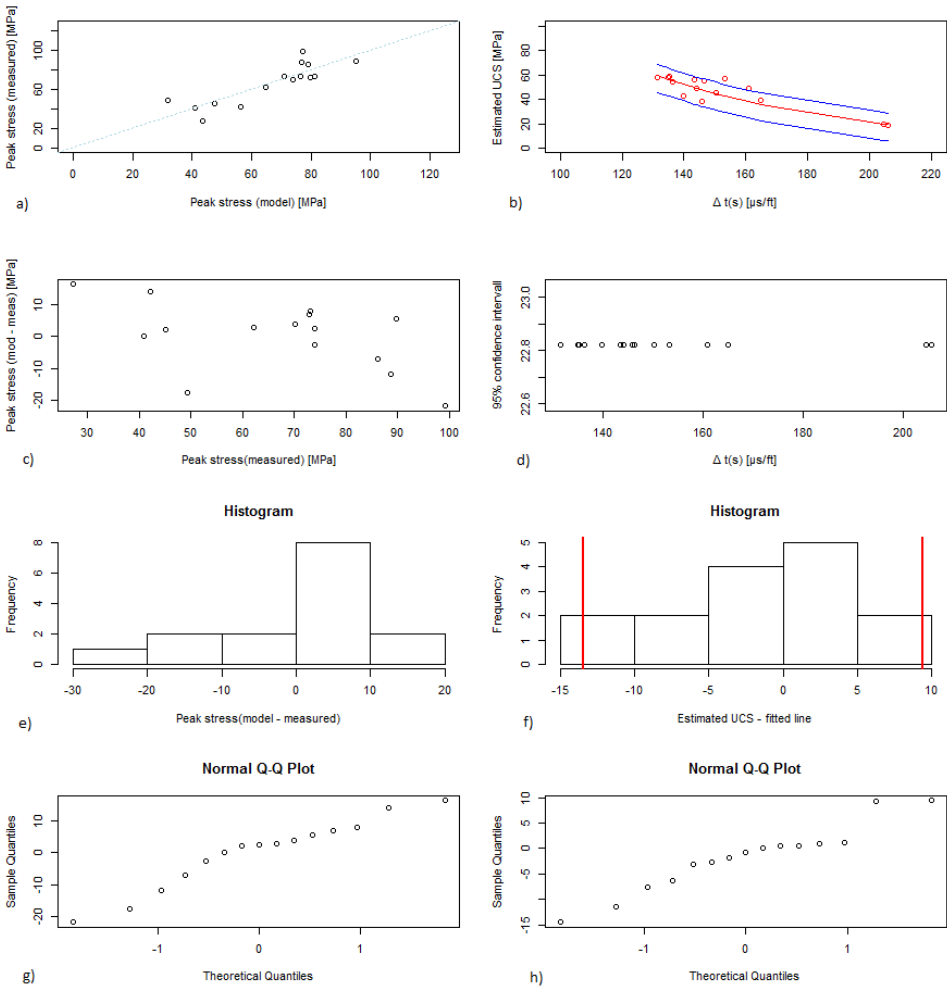 Peak stress (measured) [MPa]
100
80
60
40
20
0
0 20 40 60 80 100 120
Peak stress (model) [MPa]
a)
Estimated UCS [MPa]
80
60
40
20
0
100 120 140 160 180 200 220
Δ t(s) [µs/ft]
b)
Peak stress (mod - meas) [MPa]
10
0
-10
-20
30 40 50 60 70 80 90 100
Peak stress(measured) [MPa]
c)
95% confidence intervall
23.0
22.8
22.6
140 160 180 200
Δ t(s) [µs/ft]
d)
Histogram
Frequency
8
6
4
2
0
-30 -20 -10 0 10 20
Peak stress(model - measured)
e)
Histogram
Frequency
5
4
3
2
1
0
-15 -10 -5 0 5 10
Estimated UCS - fitted line
f)
Normal Q-Q Plot
Sample Quantiles
10
0
-10
-20
-1 0 1
Theoretical Quantiles
g)
Normal Q-Q Plot
Sample Quantiles
10
5
-5
-15
-1 0 1
Theoretical Quantiles
h)